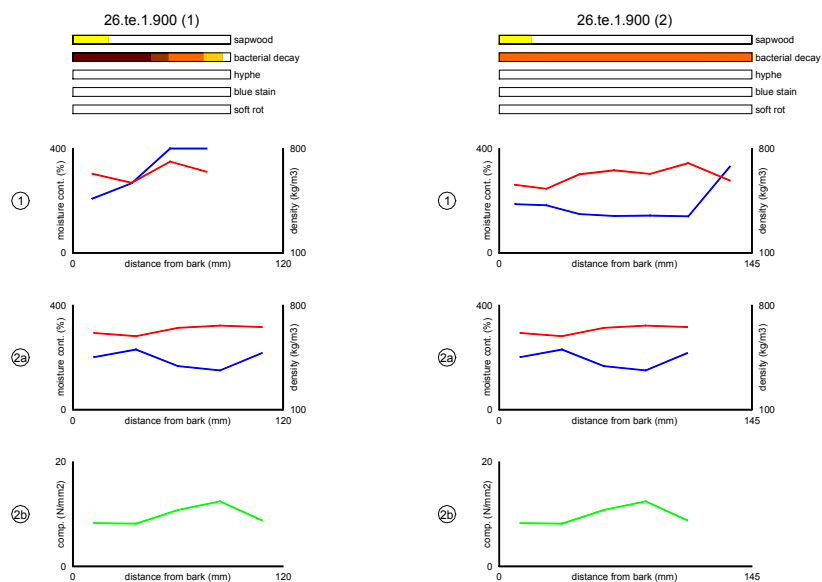 26.te.1.900 (1)
sapwood
bacterial decay
hyphe
blue stain
soft rot
1
400
moisture cont. (%)
0
800
density (kg/m3)
100
0
distance from bark (mm)
120
2a
400
moisture cont. (%)
0
800
density (kg/m3)
100
0
distance from bark (mm)
120
2b
20
comp. (N/mm2)
0
0
distance from bark (mm)
120
26.te.1.900 (2)
sapwood
bacterial decay
hyphe
blue stain
soft rot
1
400
moisture cont. (%)
0
800
density (kg/m3)
100
0
distance from bark (mm)
145
2a
400
moisture cont. (%)
0
800
density (kg/m3)
100
0
distance from bark (mm)
145
2b
20
comp. (N/mm2)
0
0
distance from bark (mm)
145